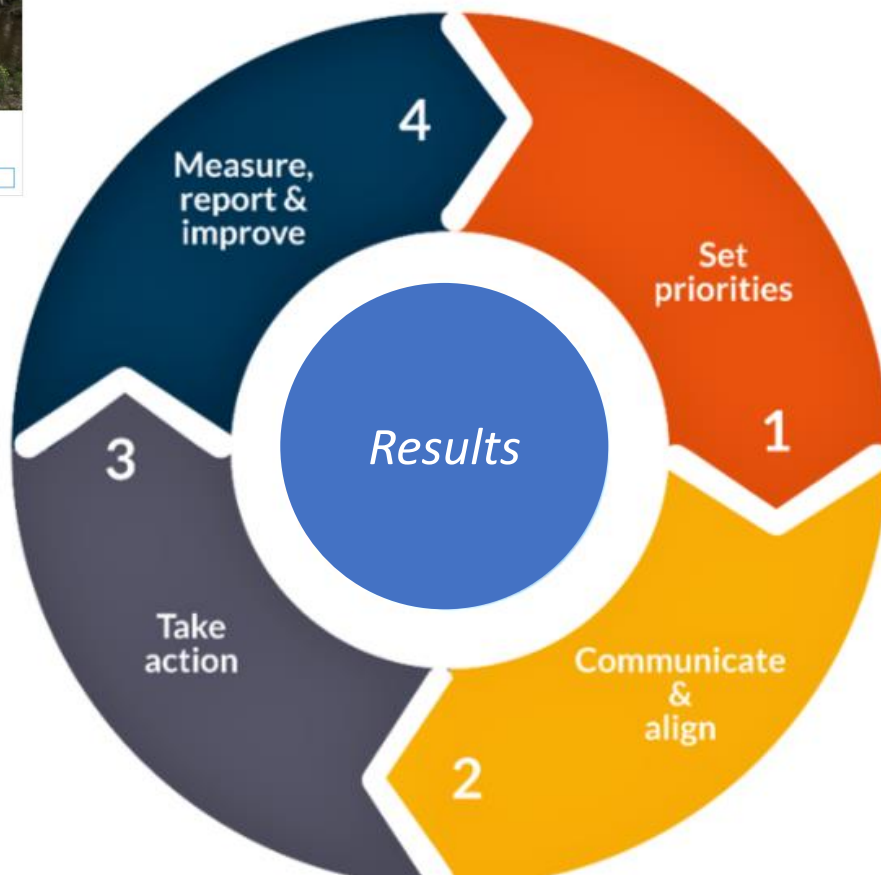 4
Measure,
report &
improve
Set
priorities
1
Results
3
Take
action
Communicate
&
align
2